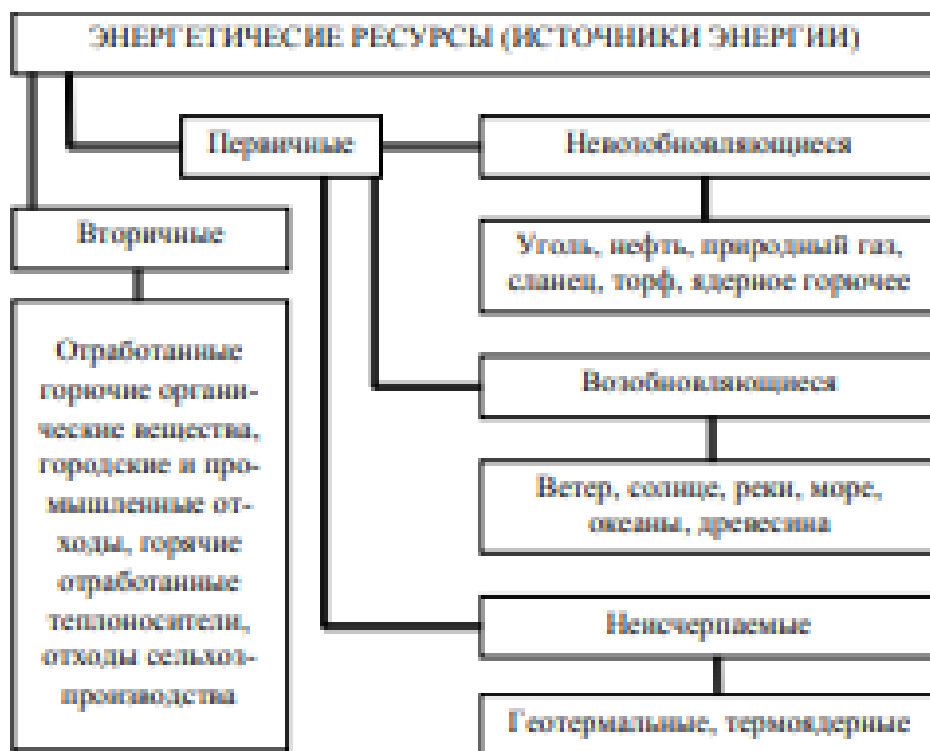 ЭНЕРГЕТИЧЕСИЕ РЕСУРСЫ (ИСТОЧНИКИ ЭНЕРГИИ)
Первичные
Невозобновляющиеся
Уголь, нефть, природный газ,
сланец, торф, ядерное горючее
Вторичные
Отработанные
горючие органи-
ческие вещества,
городские и про-
мышленные от-
ходы, горячие
отработанные
теплоносители,
отходы сельхоз-
производства
Возобновляющиеся
Ветер, солнце, реки, море,
океаны, древесина
Неисчерпаемые
Геотермальные, термоядерные